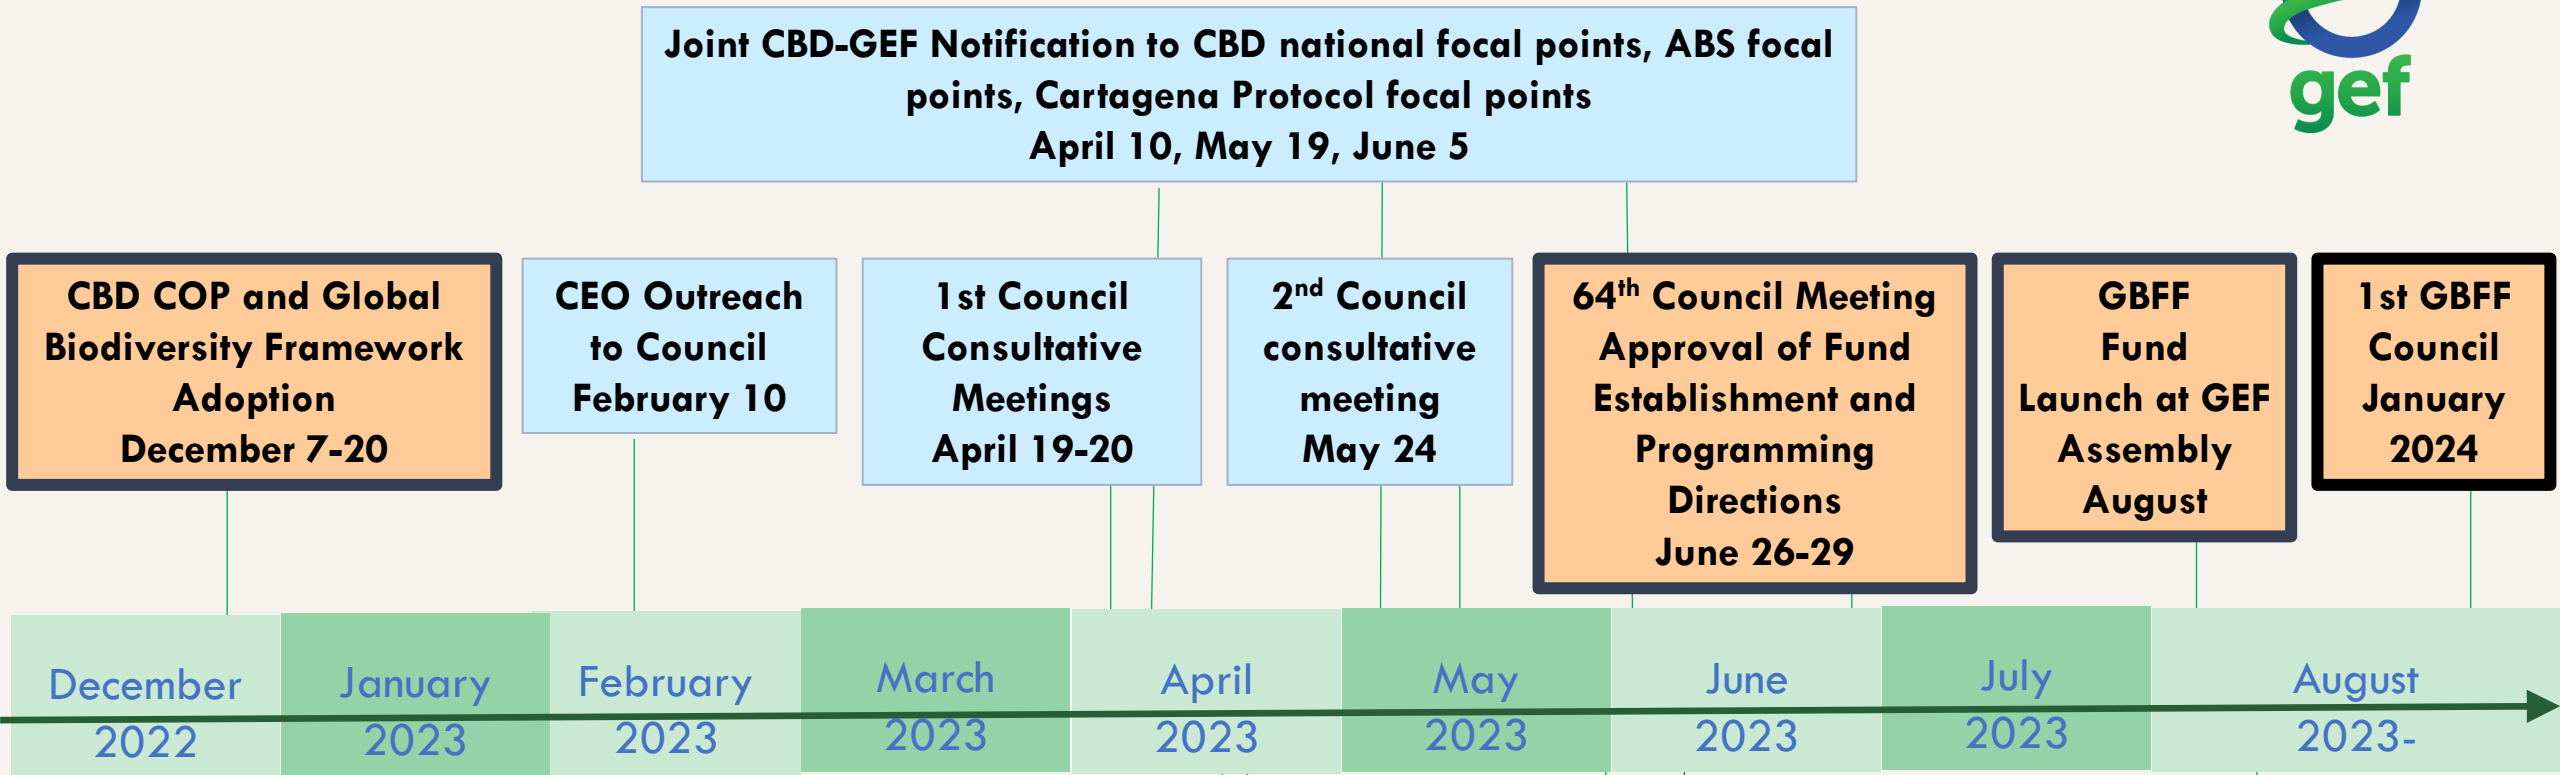 gef
Joint CBD-GEF Notification to CBD national focal points, ABS focal
points, Cartagena Protocol focal points
April 10, May 19, June 5
CBD COP and Global
Biodiversity Framework
Adoption
December 7-20
CEO Outreach
to Council
February 10
1st Council
Consultative
Meetings
April 19-20
2nd Council
consultative
meeting
May 24
64th Council Meeting
Approval of Fund
Establishment and
Programming
Directions
June 26-29
GBFF
Fund
Launch at GEF
Assembly
August
1st GBFF
Council
January
2024
December
2022
January
2023
February
2023
March
2023
April
2023
May
2023
June
2023
July
2023
August
2023-